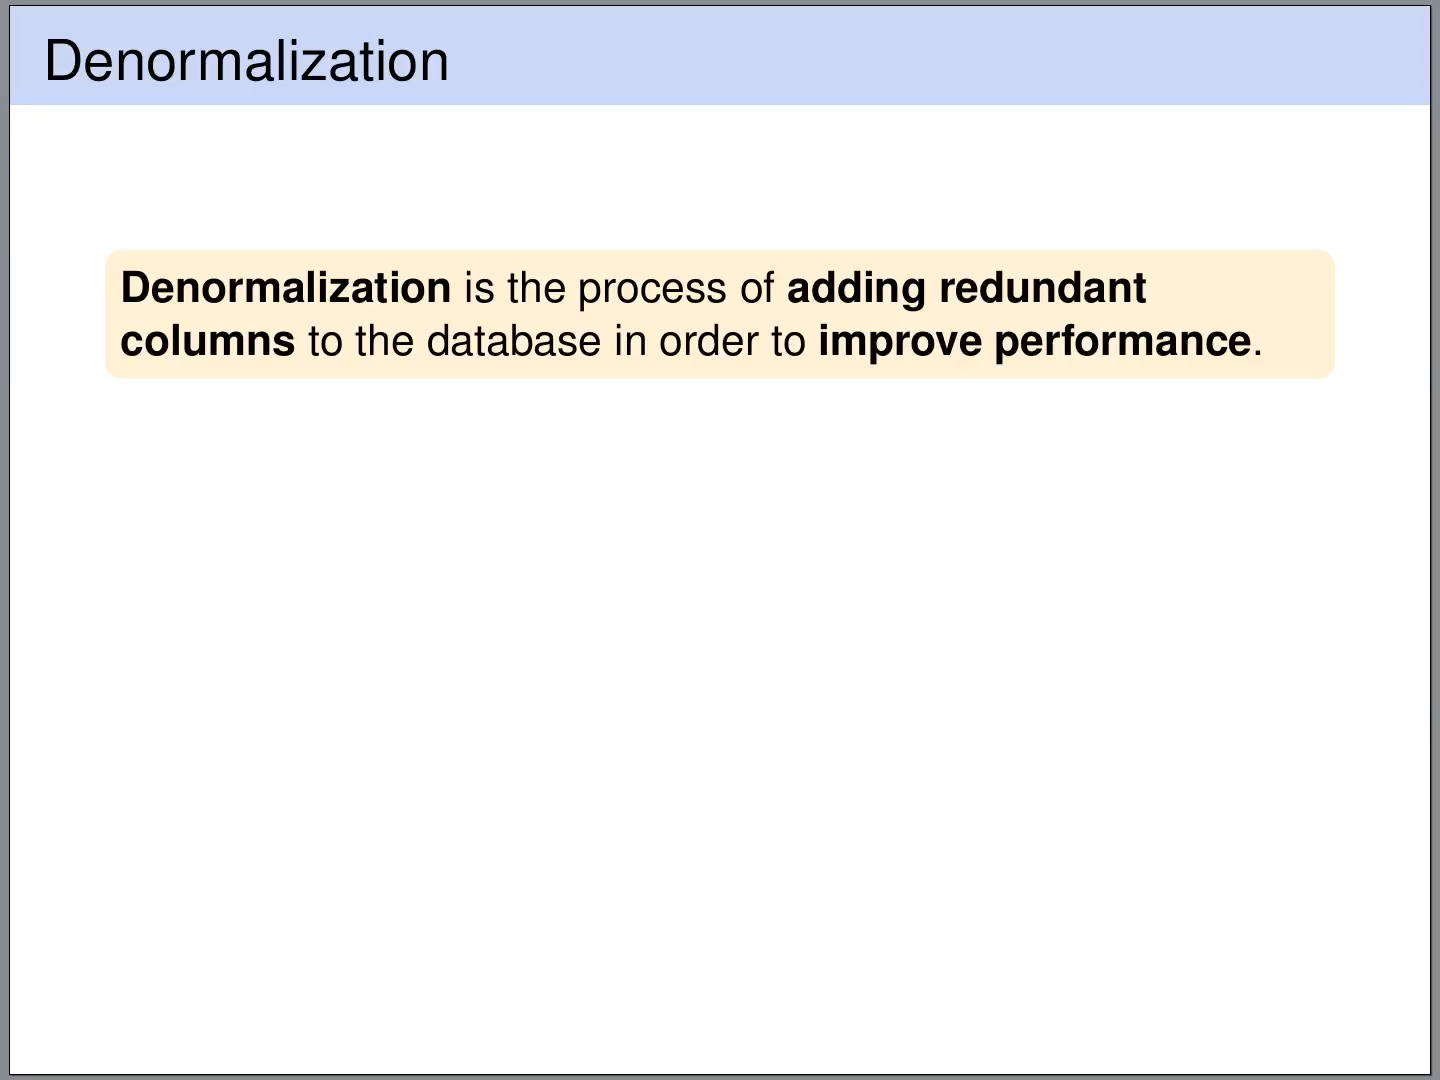 Denormalization
Denormalization is the process of adding redundant
columns to the database in order to improve performance.